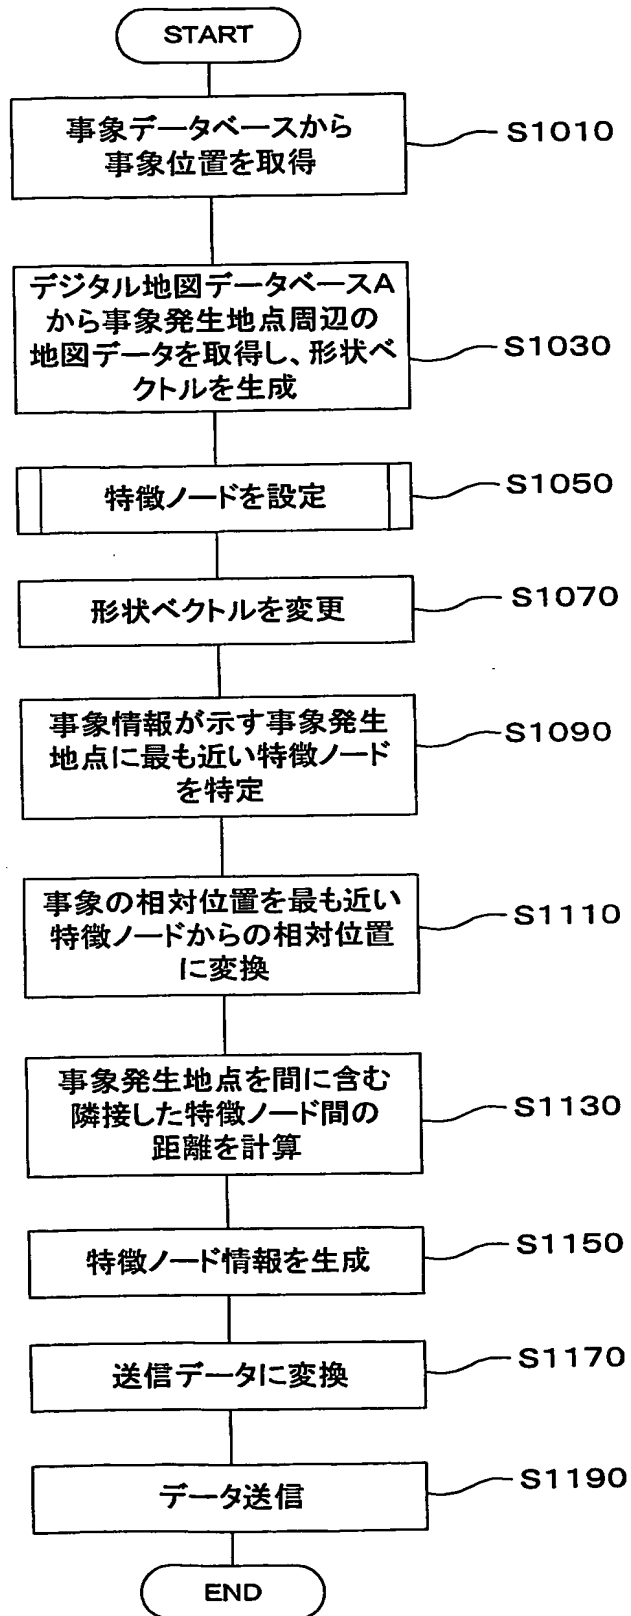 START
事象データベースから
事象位置を取得
S1010
デジタル地図データベースA
から事象発生地点周辺の
地図データを取得し、形状ベ
クトルを生成
S1030
特徴ノードを設定
S1050
形状ベクトルを変更
S1070
事象情報が示す事象発生
地点に最も近い特徴ノード
を特定
S1090
事象の相対位置を最も近い
特徴ノードからの相対位置
に変換
S1110
事象発生地点を間に含む
隣接した特徴ノード間の
距離を計算
S1130
特徴ノード情報を生成
S1150
送信データに変換
S1170
データ送信
S1190
END